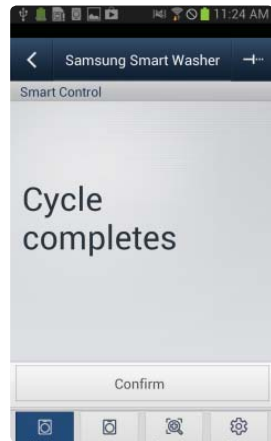 11:24 AM
Samsung Smart Washer
Smart Control
Cycle
completes
Confirm